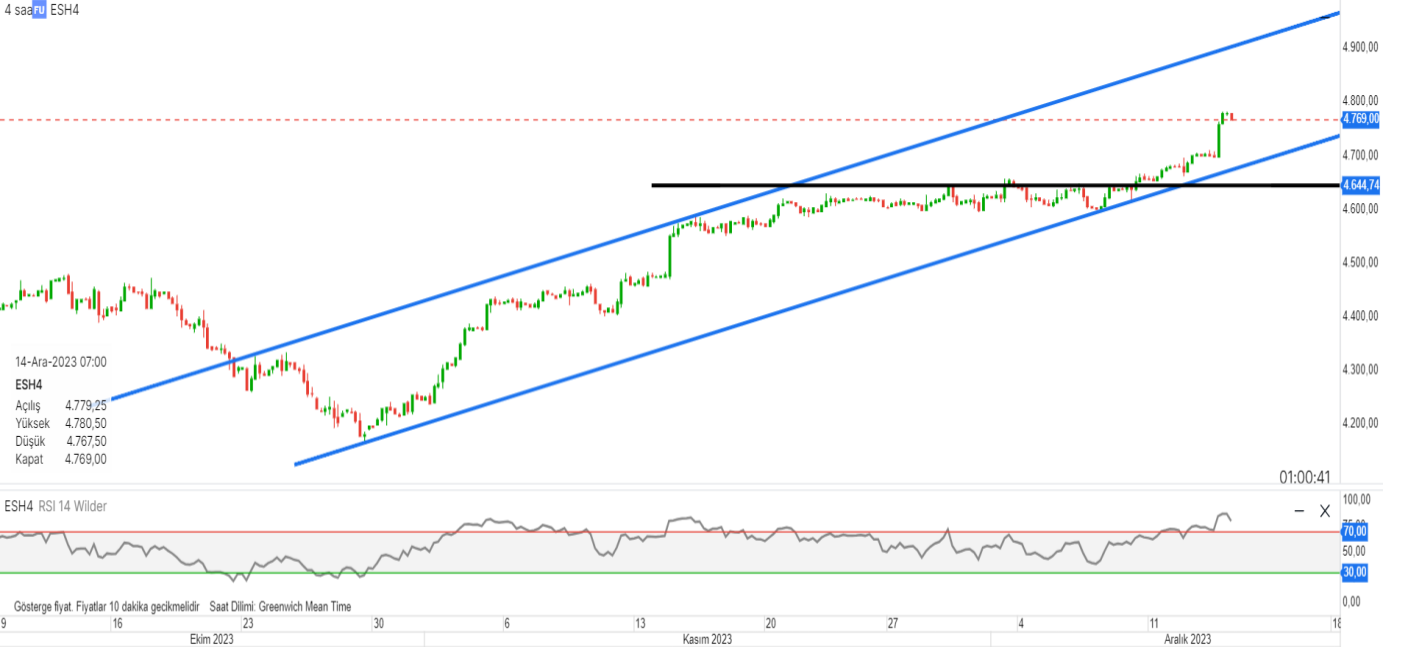 4 saa FU ESH4
4.900,00
4.800,00
4.769,00
4.700,00
4.644,74
4.600,00
4.500,00
4.400,00
4.300,00
4.200,00
14-Ara-2023 07:00
ESH4
Açılış 4.779,25
Yüksek 4.780,50
Düşük 4.767,50
Kapat 4.769,00
01:00:41
ESH4 RSI 14 Wilder
100,00
70,00
50,00
30,00
0,00
Gösterge fiyat. Fiyatlar 10 dakika gecikmelidir Saat Dilimi: Greenwich Mean Time
9 16 23 30 6 13 20 27 4 11 18
Ekim 2023 Kasım 2023 Aralık 2023